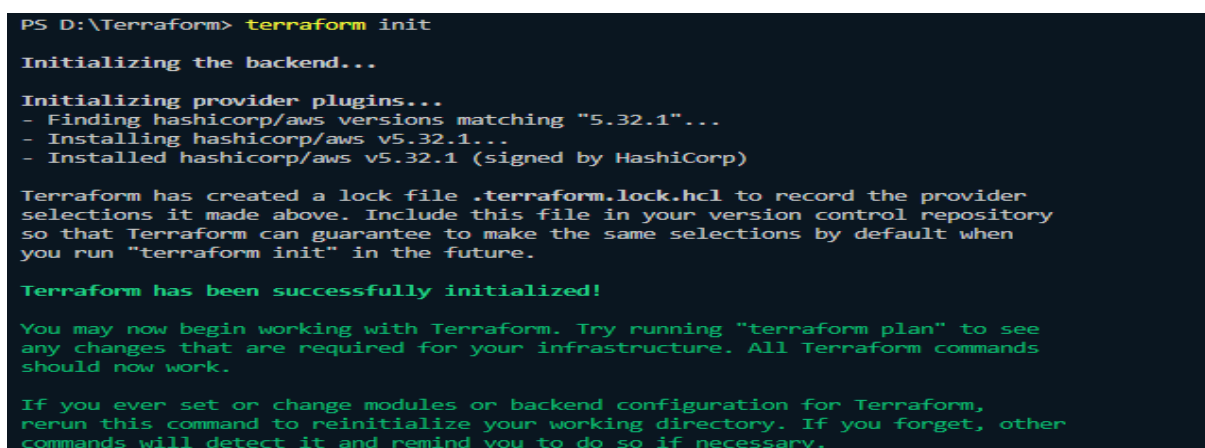 PS D:\Terraform> terraform init
Initializing the backend...
Initializing provider plugins...
- Finding hashicorp/aws versions matching "5.32.1"...
- Installing hashicorp/aws v5.32.1...
- Installed hashicorp/aws v5.32.1 (signed by HashiCorp)
Terraform has created a lock file .terraform.lock.hcl to record the provider
selections it made above. Include this file in your version control repository
so that Terraform can guarantee to make the same selections by default when
you run "terraform init" in the future.
Terraform has been successfully initialized!
You may now begin working with Terraform. Try running "terraform plan" to see
any changes that are required for your infrastructure. All Terraform commands
should now work.
If you ever set or change modules or backend configuration for Terraform,
rerun this command to reinitialize your working directory. If you forget, other
commands will detect it and remind you to do so if necessary.